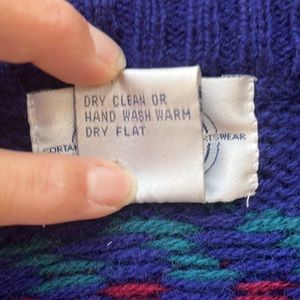 DRY CLEAN OR
HAND WASH WARM
DRY FLAT